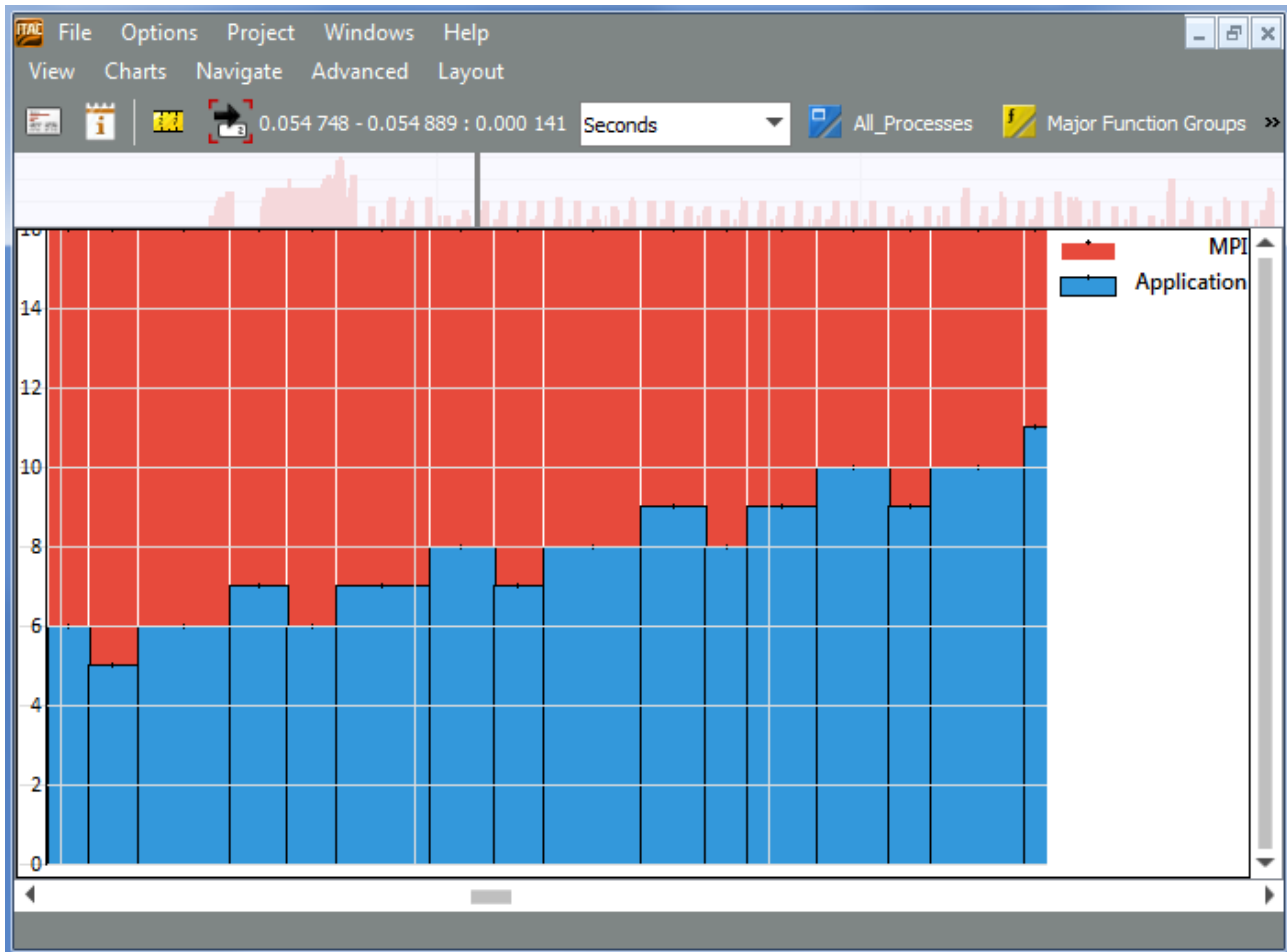 ITAC File Options Project Windows Help
View Charts Navigate Advanced Layout
0.054 748 - 0.054 889 : 0.000 141 Seconds All_Processes Major Function Groups »
MPI
Application
16
14
12
10
8
6
4
2
0